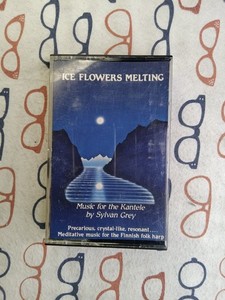 ICE FLOWERS MELTING
Music for the Kantele
by Sylvan Grey
Precarious, crystal-like, resonant . . .
Meditative music for the Finnish folk harp